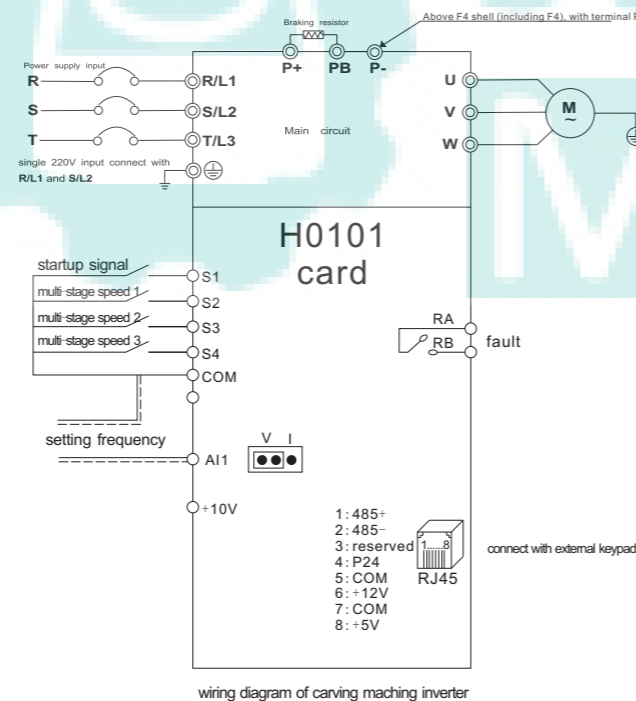 Braking resistor
Above F4 shell (including F4), with terminal
P+ PB P-
Power supply input
R
S
T
R/L1
S/L2
T/L3
Main circuit
U
V
W
M
~
single 220V input connect with
R/L1 and S/L2
H0101
card
startup signal
multi-stage speed 1
multi-stage speed 2
multi-stage speed 3
S1
S2
S3
S4
COM
RA
RB
fault
setting frequency
AI1
V I
+10V
1:485+
2:485-
3:reserved
4:P24
5:COM
6:+12V
7:COM
8:+5V
1.....8
RJ45
connect with external keypad
wiring diagram of carving maching inverter